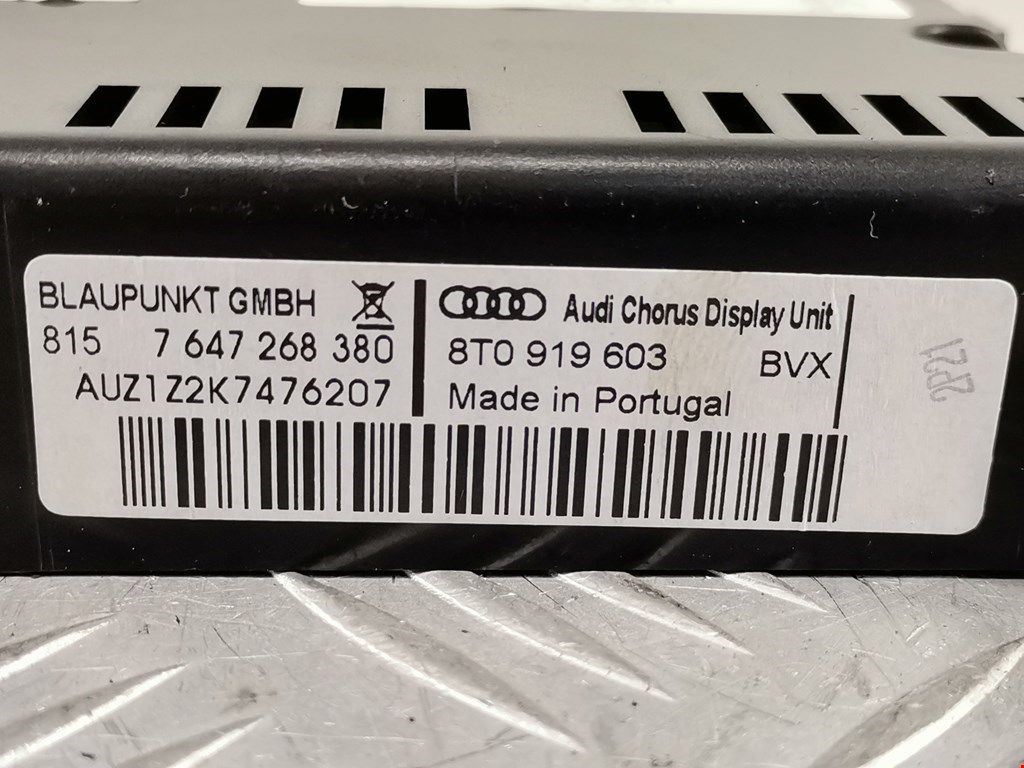 BLAUPUNKT GMBH
815 7 647 268 380
AUZ1Z2K7476207
Audi Chorus Display Unit
8T0 919 603 BVX
Made in Portugal